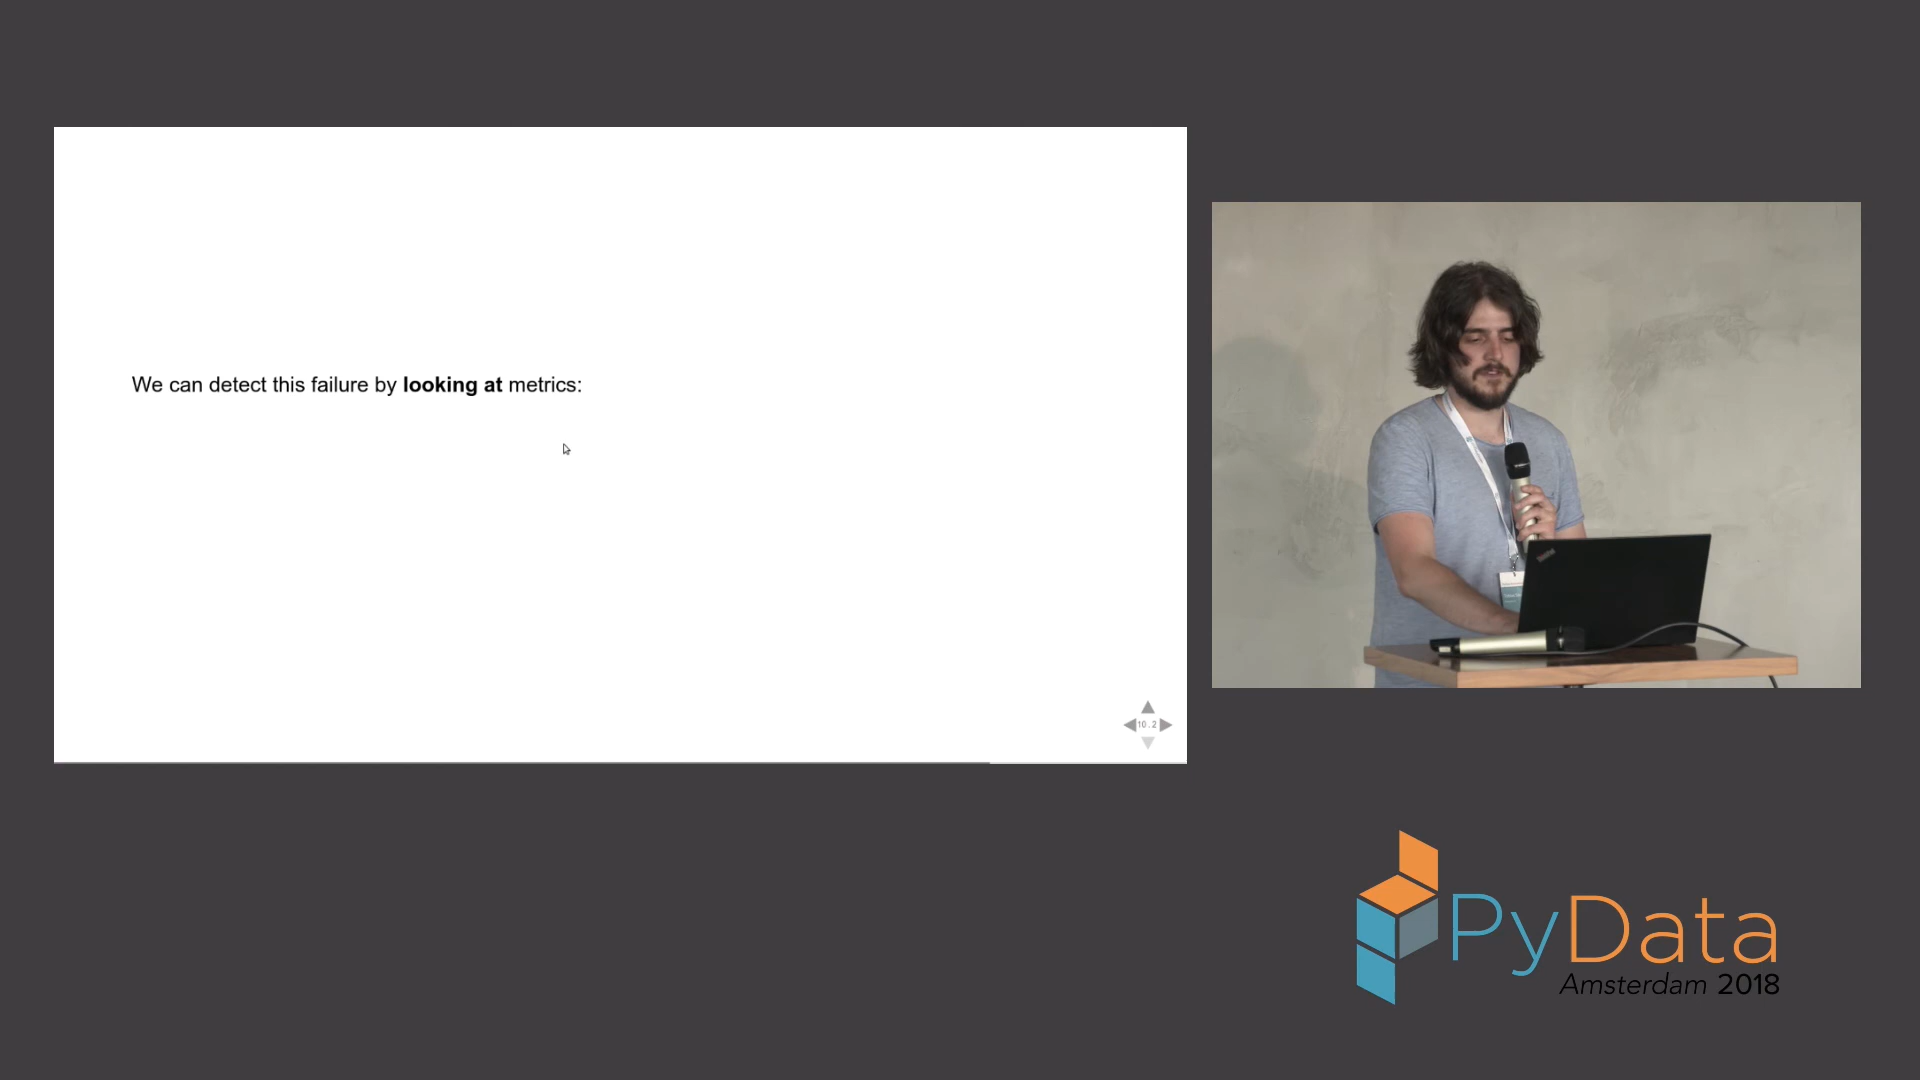 We can detect this failure by looking at metrics:
10.2
PyData
Amsterdam 2018